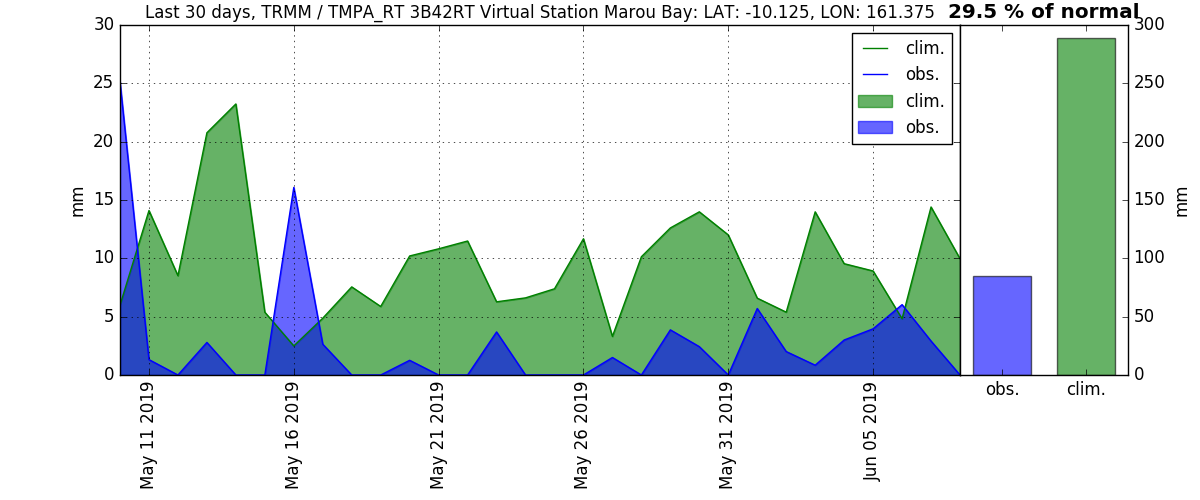 Last 30 days, TRMM / TMPA_RT 3B42RT Virtual Station Marou Bay: LAT: -10.125, LON: 161.375
29.5 % of normal
30
25
20
15
10
5
0
mm
clim.
obs.
clim.
obs.
May 11 2019
May 16 2019
May 21 2019
May 26 2019
May 31 2019
Jun 05 2019
300
250
200
150
100
50
0
mm
obs.
clim.